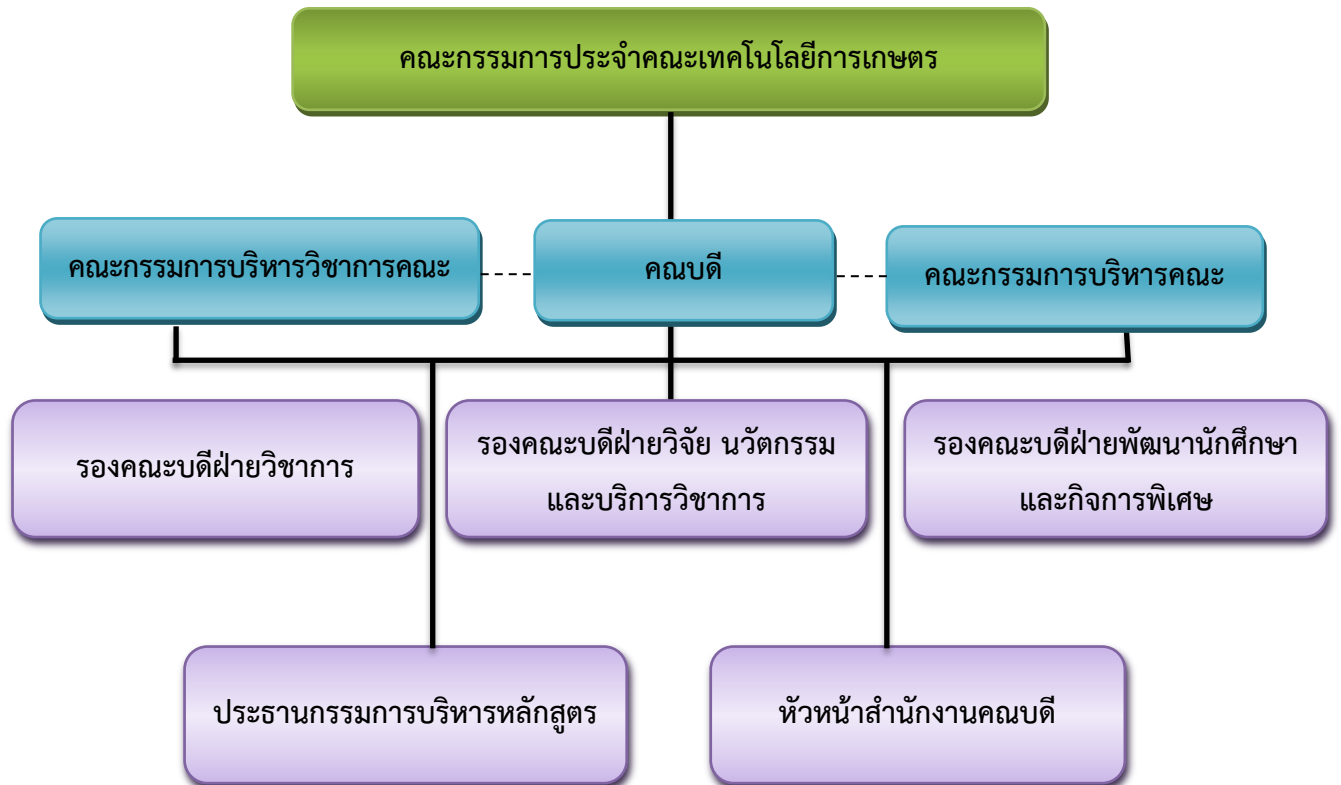 คณะกรรมการประจำคณะเทคโนโลยีการเกษตร
คณะกรรมการบริหารวิชาการคณะ
คณบดี
คณะกรรมการบริหารคณะ
รองคณะบดีฝ่ายวิชาการ
รองคณะบดีฝ่ายวิจัย นวัตกรรม
และบริการวิชาการ
รองคณะบดีฝ่ายพัฒนานักศึกษา
และกิจการพิเศษ
ประธานกรรมการบริหารหลักสูตร
หัวหน้าสำนักงานคณบดี